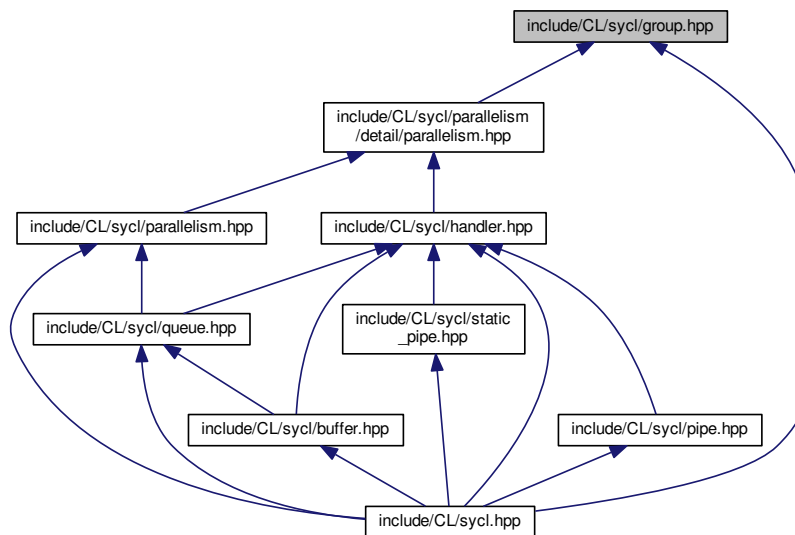 include/CL/sycl/group.hpp
include/CL/sycl/parallelism
/detail/parallelism.hpp
include/CL/sycl/parallelism.hpp
include/CL/sycl/handler.hpp
include/CL/sycl/queue.hpp
include/CL/sycl/static
_pipe.hpp
include/CL/sycl/buffer.hpp
include/CL/sycl/pipe.hpp
include/CL/sycl.hpp